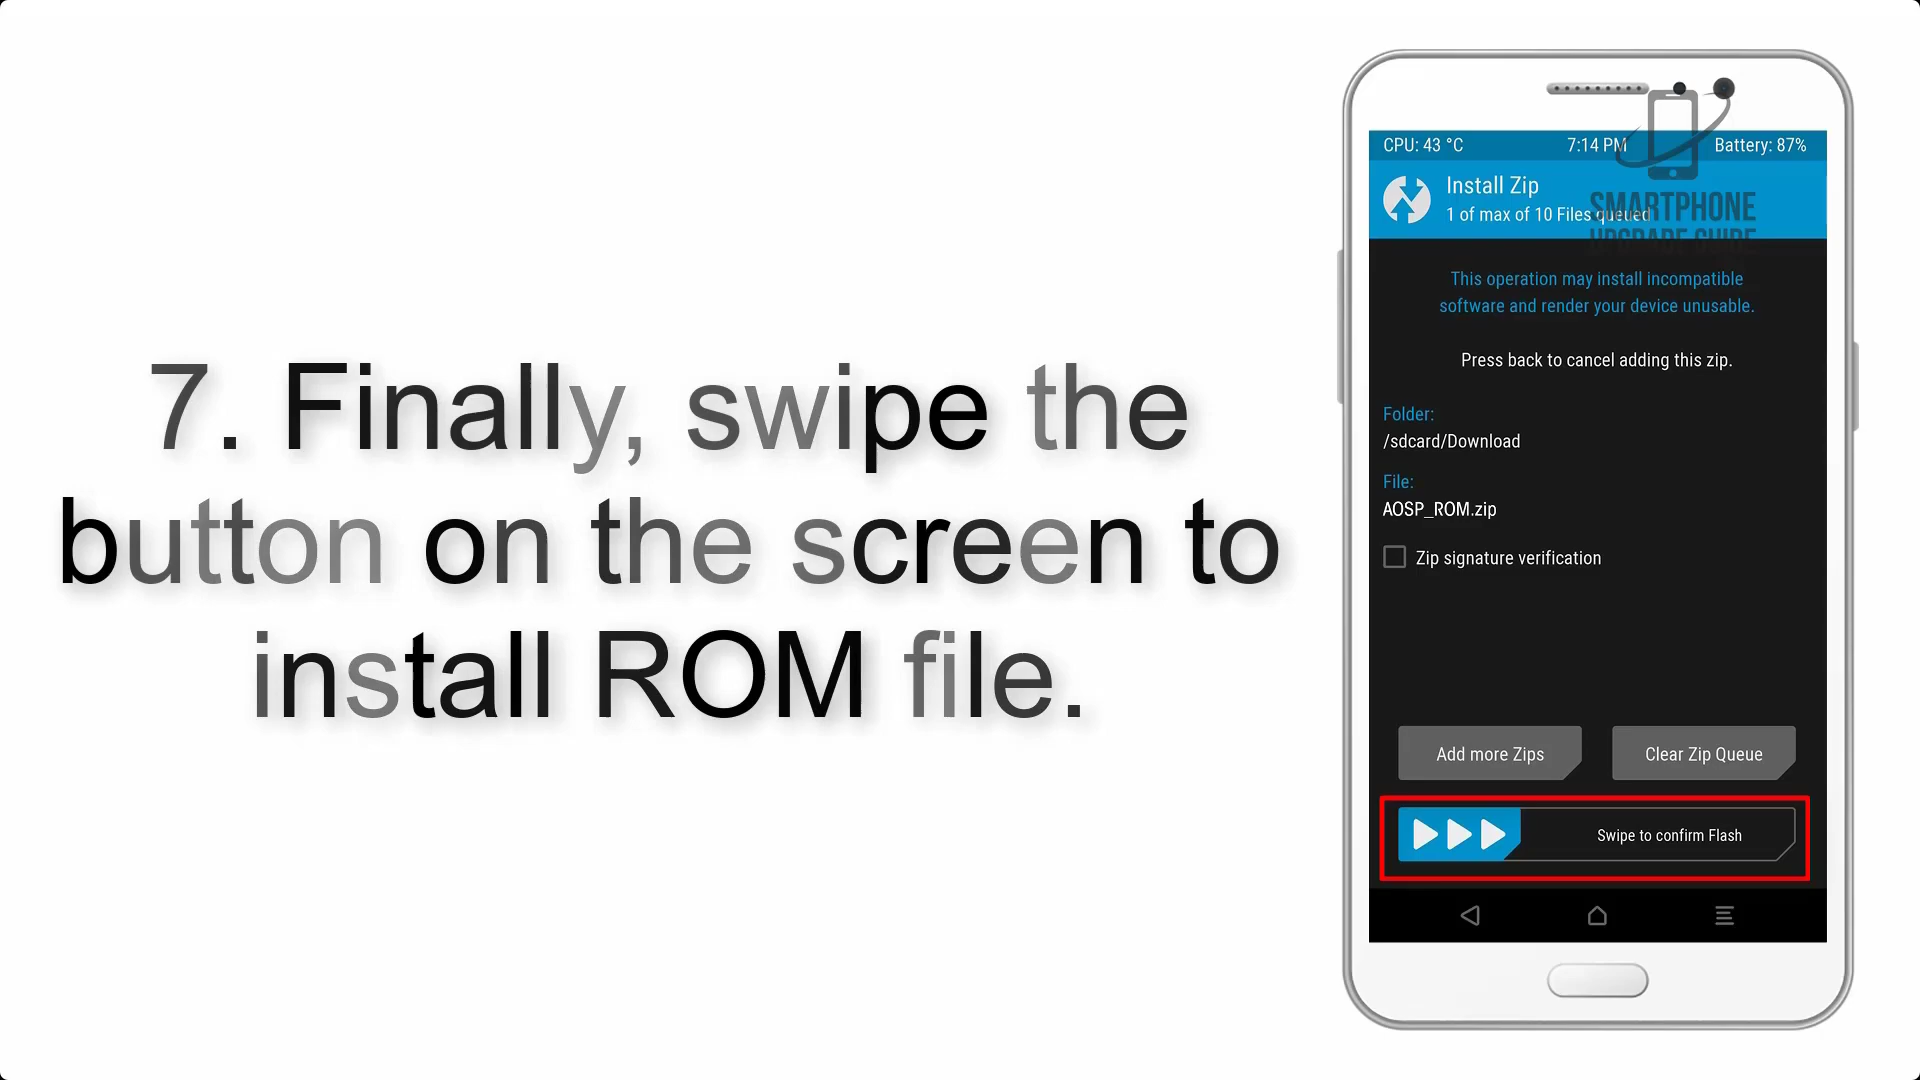 7. Finally, swipe the
button on the screen to
install ROM file.
CPU: 43 °C 7:14 PM Battery: 87%
Install Zip
1 of max of 10 Files queued
SMARTPHONE
UPGRADE GUIDE
This operation may install incompatible
software and render your device unusable.
Press back to cancel adding this zip.
Folder:
/sdcard/Download
File:
AOSP_ROM.zip
Zip signature verification
Add more Zips Clear Zip Queue
Swipe to confirm Flash